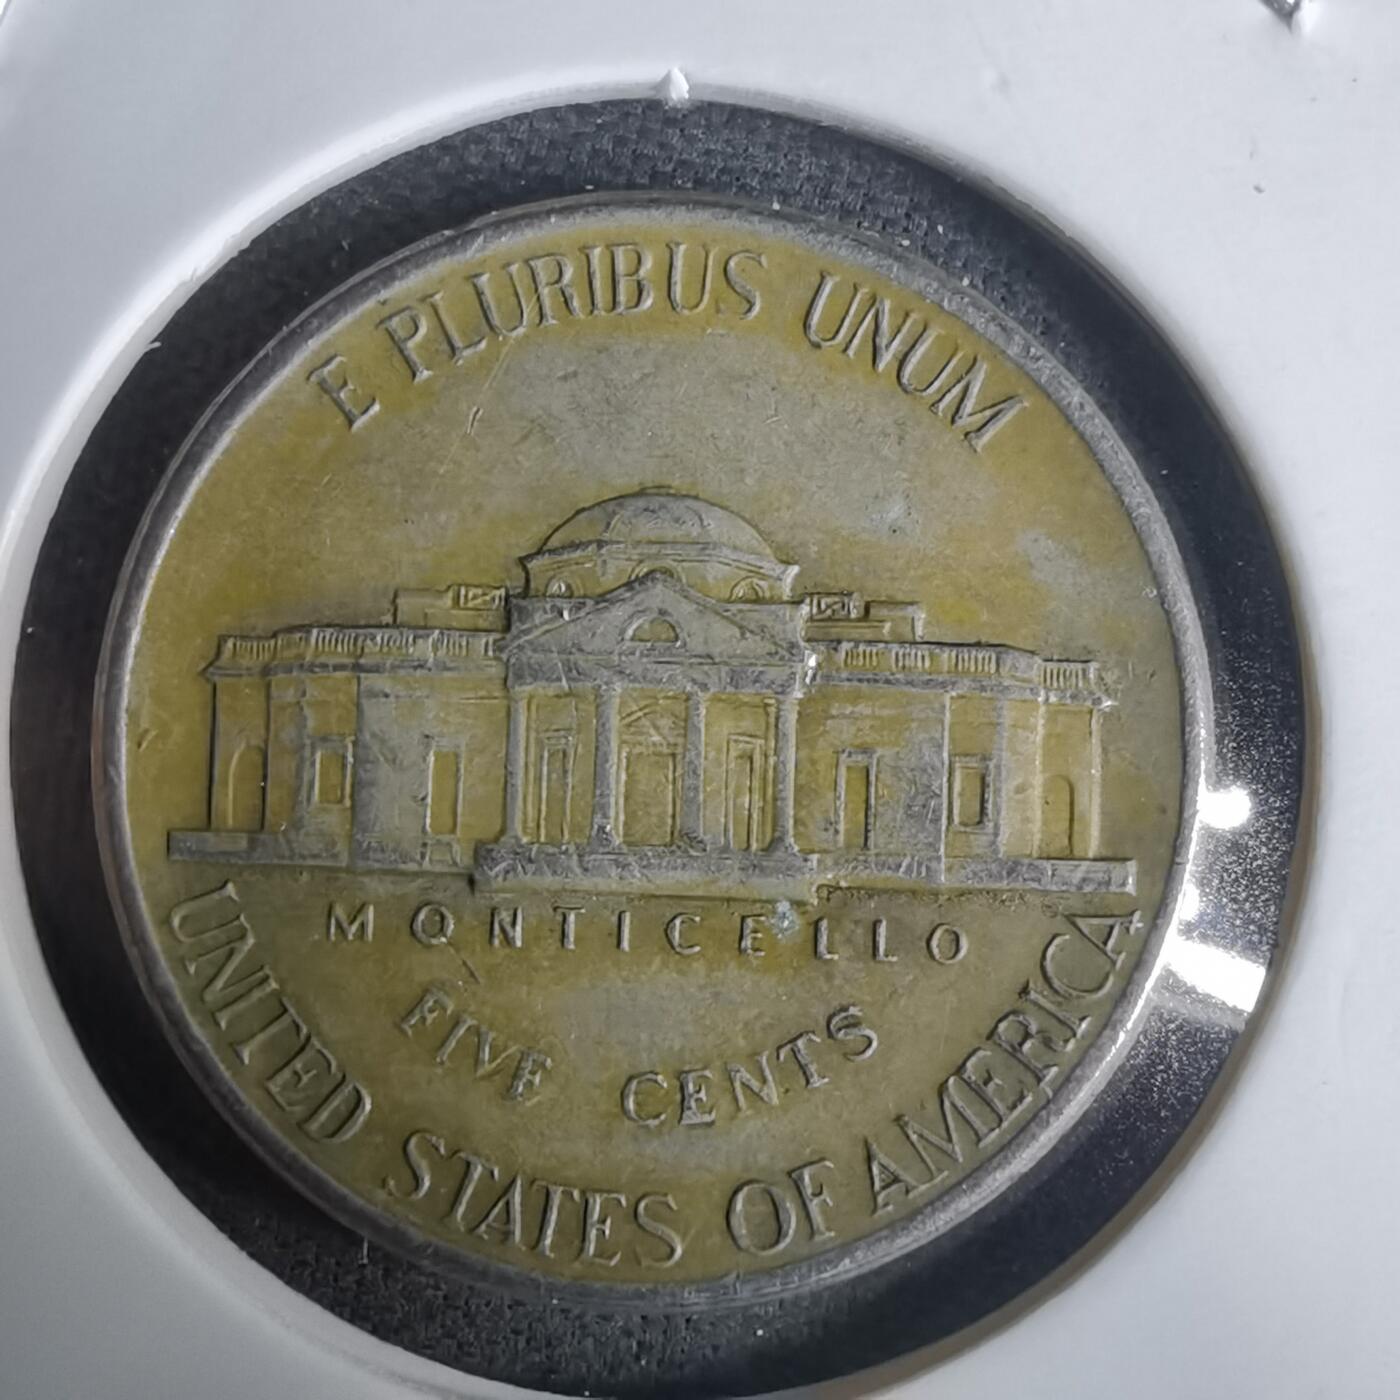 E PLURIBUS UNUM
MONTICELLO
FIVE CENTS
UNITED STATES OF AMERICA